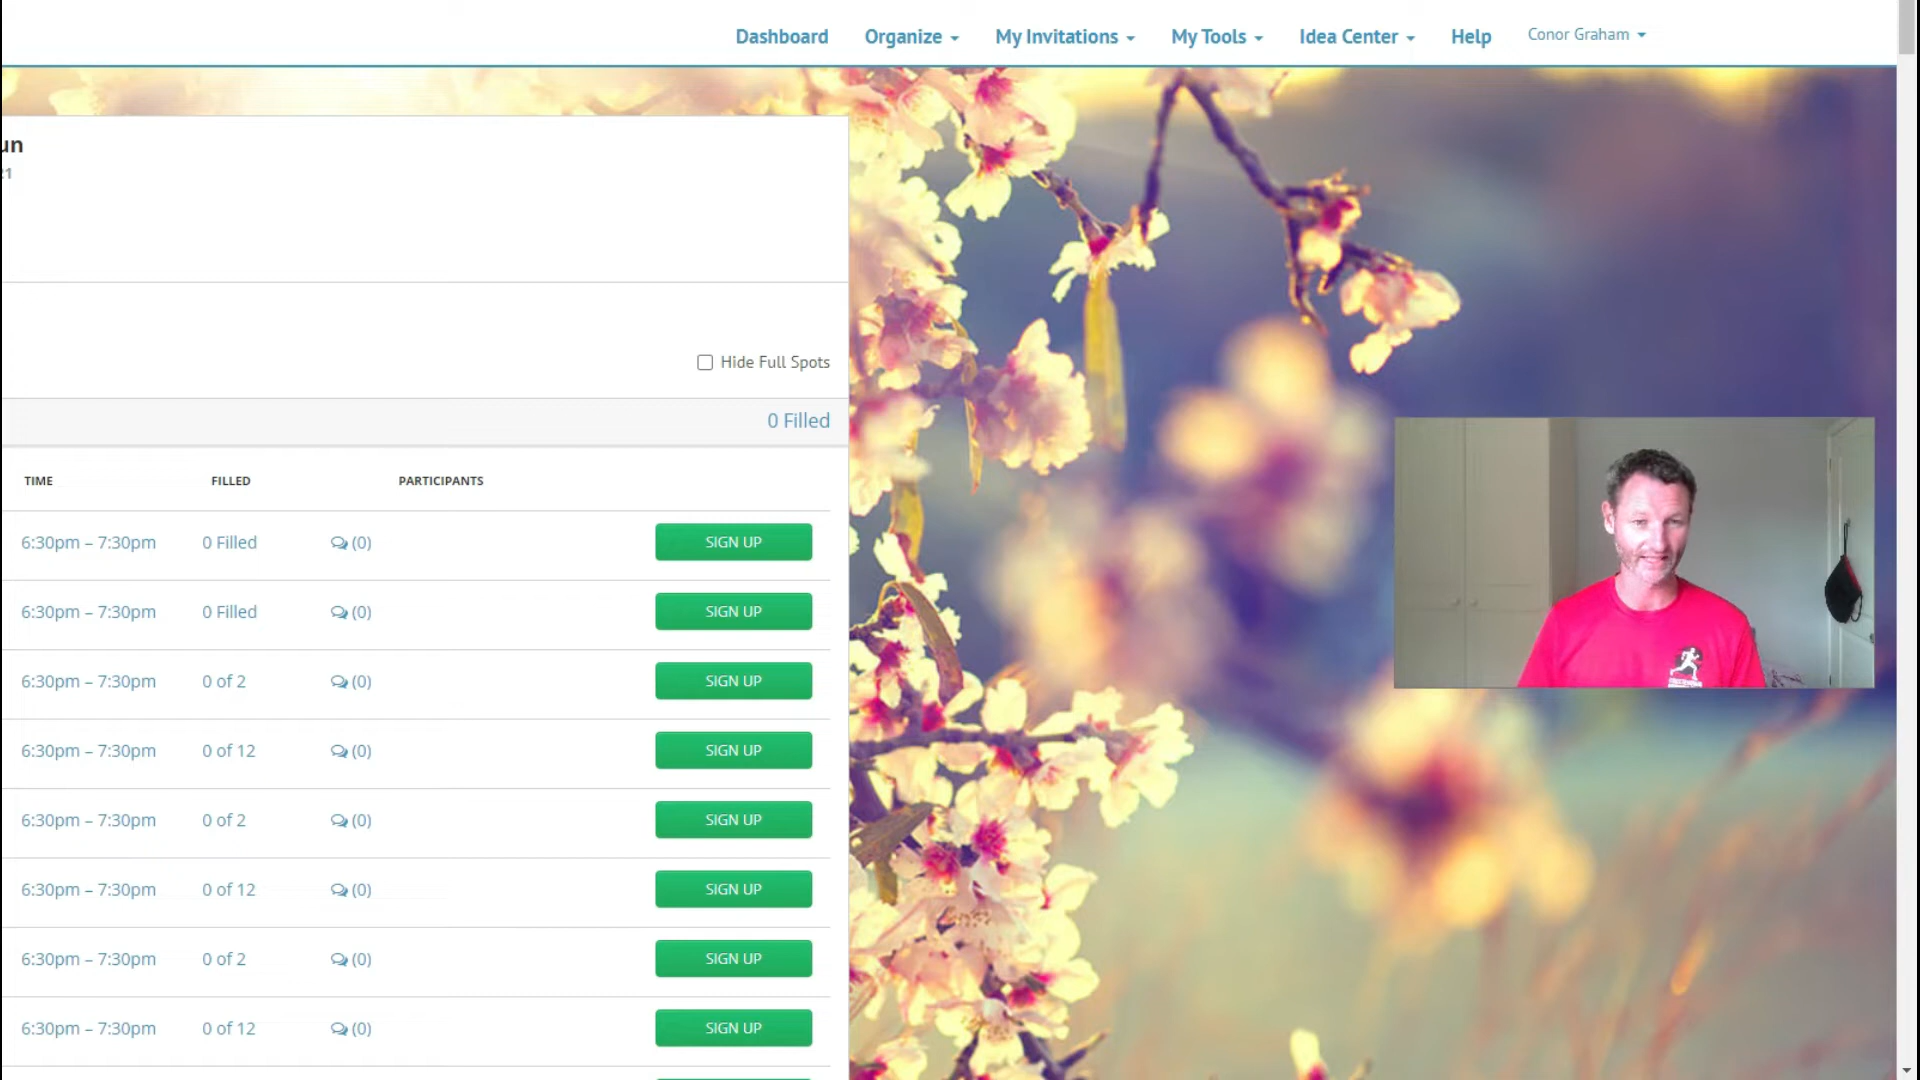 Dashboard Organize My Invitations My Tools Idea Center Help Conor Graham
un
21
Hide Full Spots
0 Filled
TIME FILLED PARTICIPANTS
6:30pm – 7:30pm 0 Filled (0) SIGN UP
6:30pm – 7:30pm 0 Filled (0) SIGN UP
6:30pm – 7:30pm 0 of 2 (0) SIGN UP
6:30pm – 7:30pm 0 of 12 (0) SIGN UP
6:30pm – 7:30pm 0 of 2 (0) SIGN UP
6:30pm – 7:30pm 0 of 12 (0) SIGN UP
6:30pm – 7:30pm 0 of 2 (0) SIGN UP
6:30pm – 7:30pm 0 of 12 (0) SIGN UP